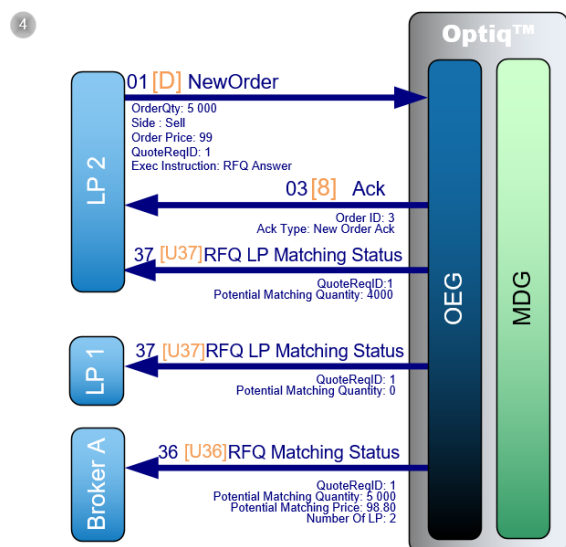 4
Optiq™
01 [D] NewOrder
OrderQty: 5 000
Side : Sell
Order Price: 99
QuoteReqID: 1
Exec Instruction: RFQ Answer
LP 2
03 [8] Ack
Order ID: 3
Ack Type: New Order Ack
37 [U37]RFQ LP Matching Status
QuoteReqID:1
Potential Matching Quantity: 4000
OEG
MDG
LP 1
37 [U37]RFQ LP Matching Status
QuoteReqID: 1
Potential Matching Quantity: 0
Broker A
36 [U36]RFQ Matching Status
QuoteReqID: 1
Potential Matching Quantity: 5 000
Potential Matching Price: 98.80
Number Of LP: 2